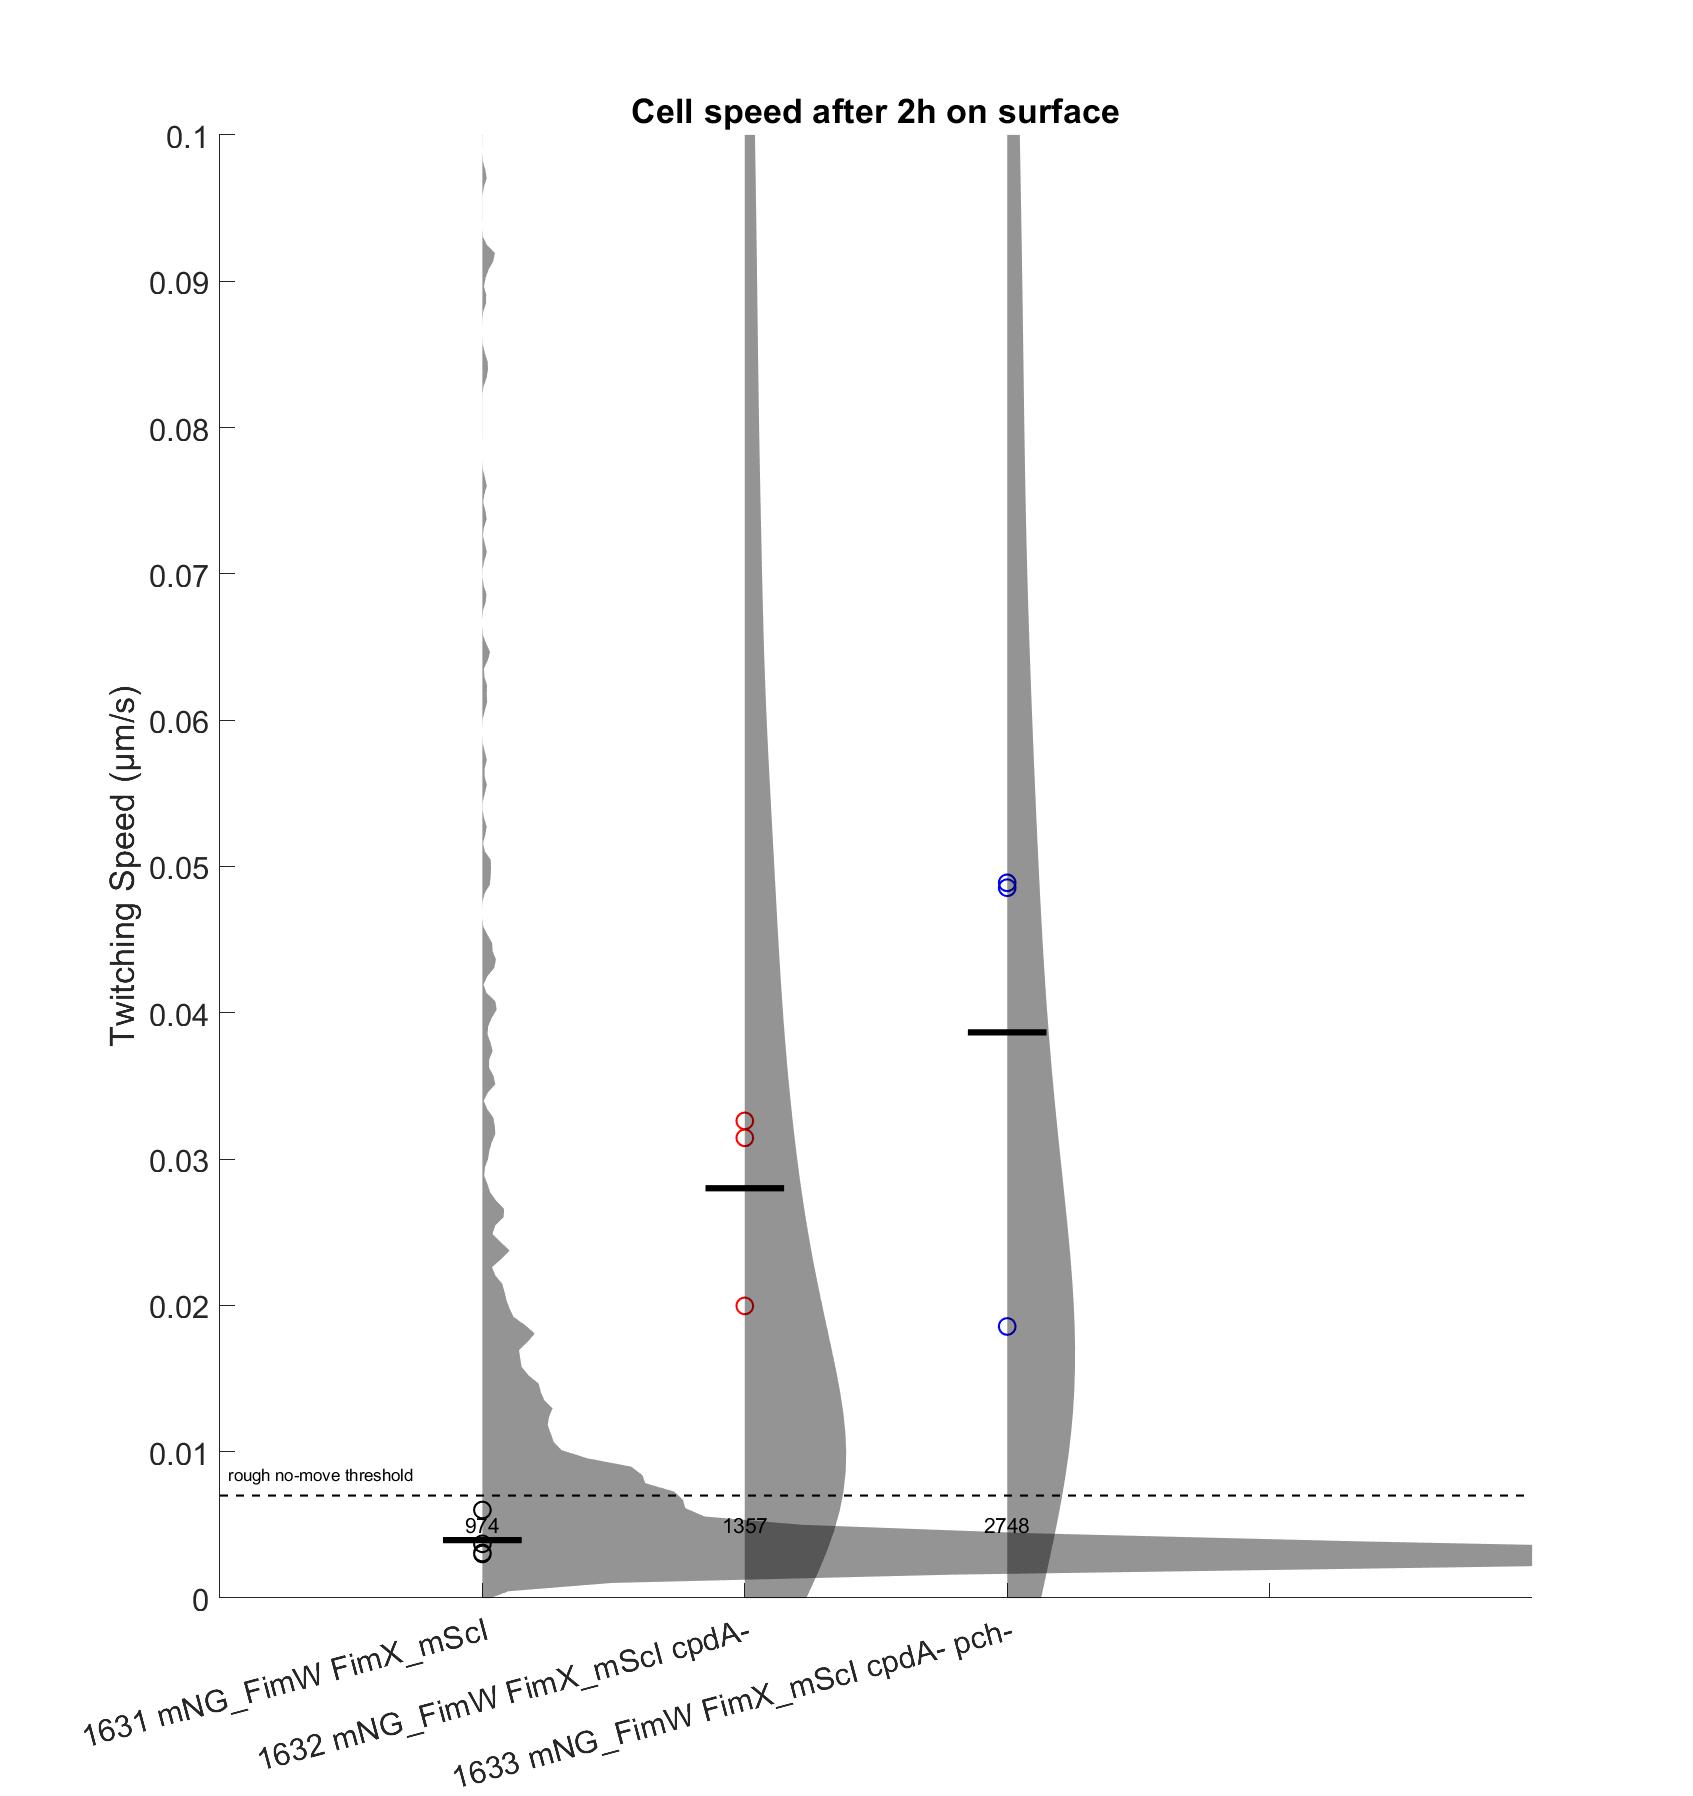 Cell speed after 2h on surface
0.1
0.09
0.08
0.07
0.06
0.05
0.04
0.03
0.02
0.01
0
Twitching Speed (μm/s)
rough no-move threshold
974
1357
2748
1631 mNG_FimW FimX_mScI
1632 mNG_FimW FimX_mScI cpdA-
1633 mNG_FimW FimX_mScI cpdA- pch-